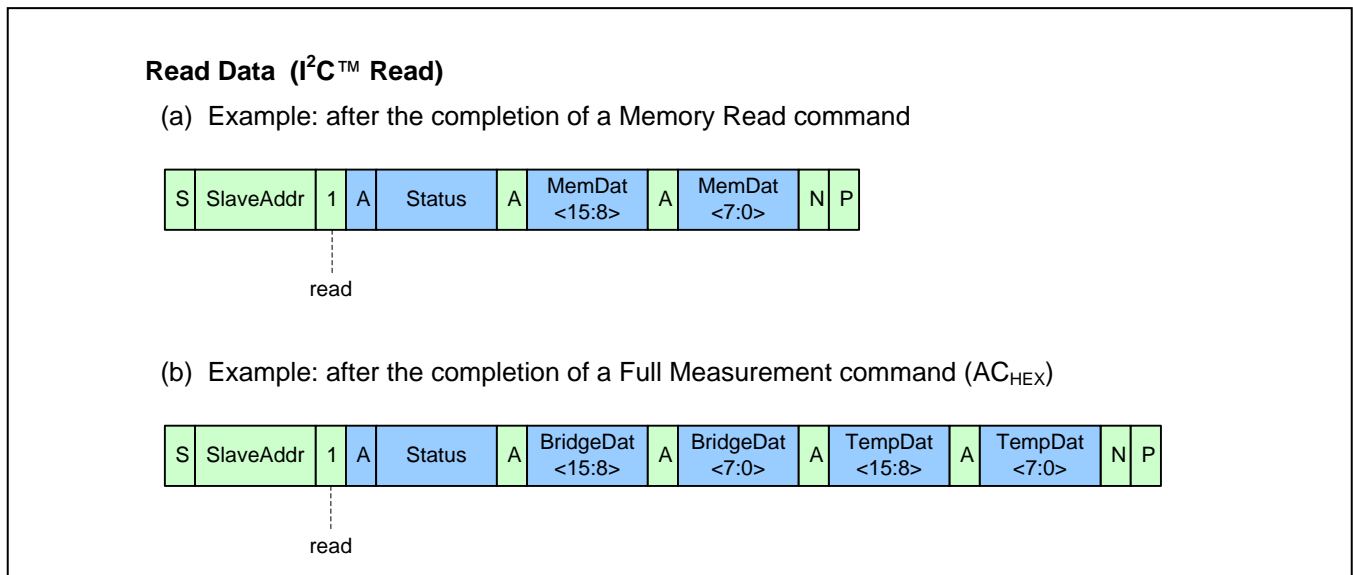 Read Data (I²C™ Read)
(a) Example: after the completion of a Memory Read command
S SlaveAddr 1 A Status A MemDat <15:8> A MemDat <7:0> N P
read
(b) Example: after the completion of a Full Measurement command (ACHEX)
S SlaveAddr 1 A Status A BridgeDat <15:8> A BridgeDat <7:0> A TempDat <15:8> A TempDat <7:0> N P
read